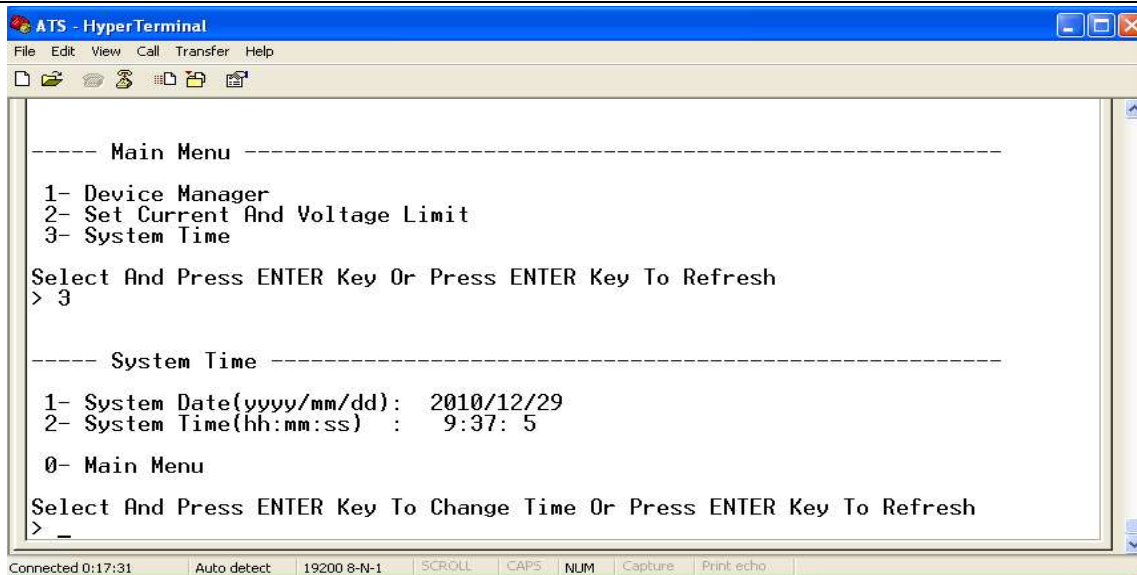 ATS - HyperTerminal
File Edit View Call Transfer Help
----- Main Menu ---------------------------------------------------------
1- Device Manager
2- Set Current And Voltage Limit
3- System Time
Select And Press ENTER Key Or Press ENTER Key To Refresh
> 3
----- System Time -------------------------------------------------------
1- System Date(yyyy/mm/dd): 2010/12/29
2- System Time(hh:mm:ss) : 9:37: 5
0- Main Menu
Select And Press ENTER Key To Change Time Or Press ENTER Key To Refresh
> _
Connected 0:17:31 Auto detect 19200 8-N-1 SCROLL CAPS NUM Capture Print echo